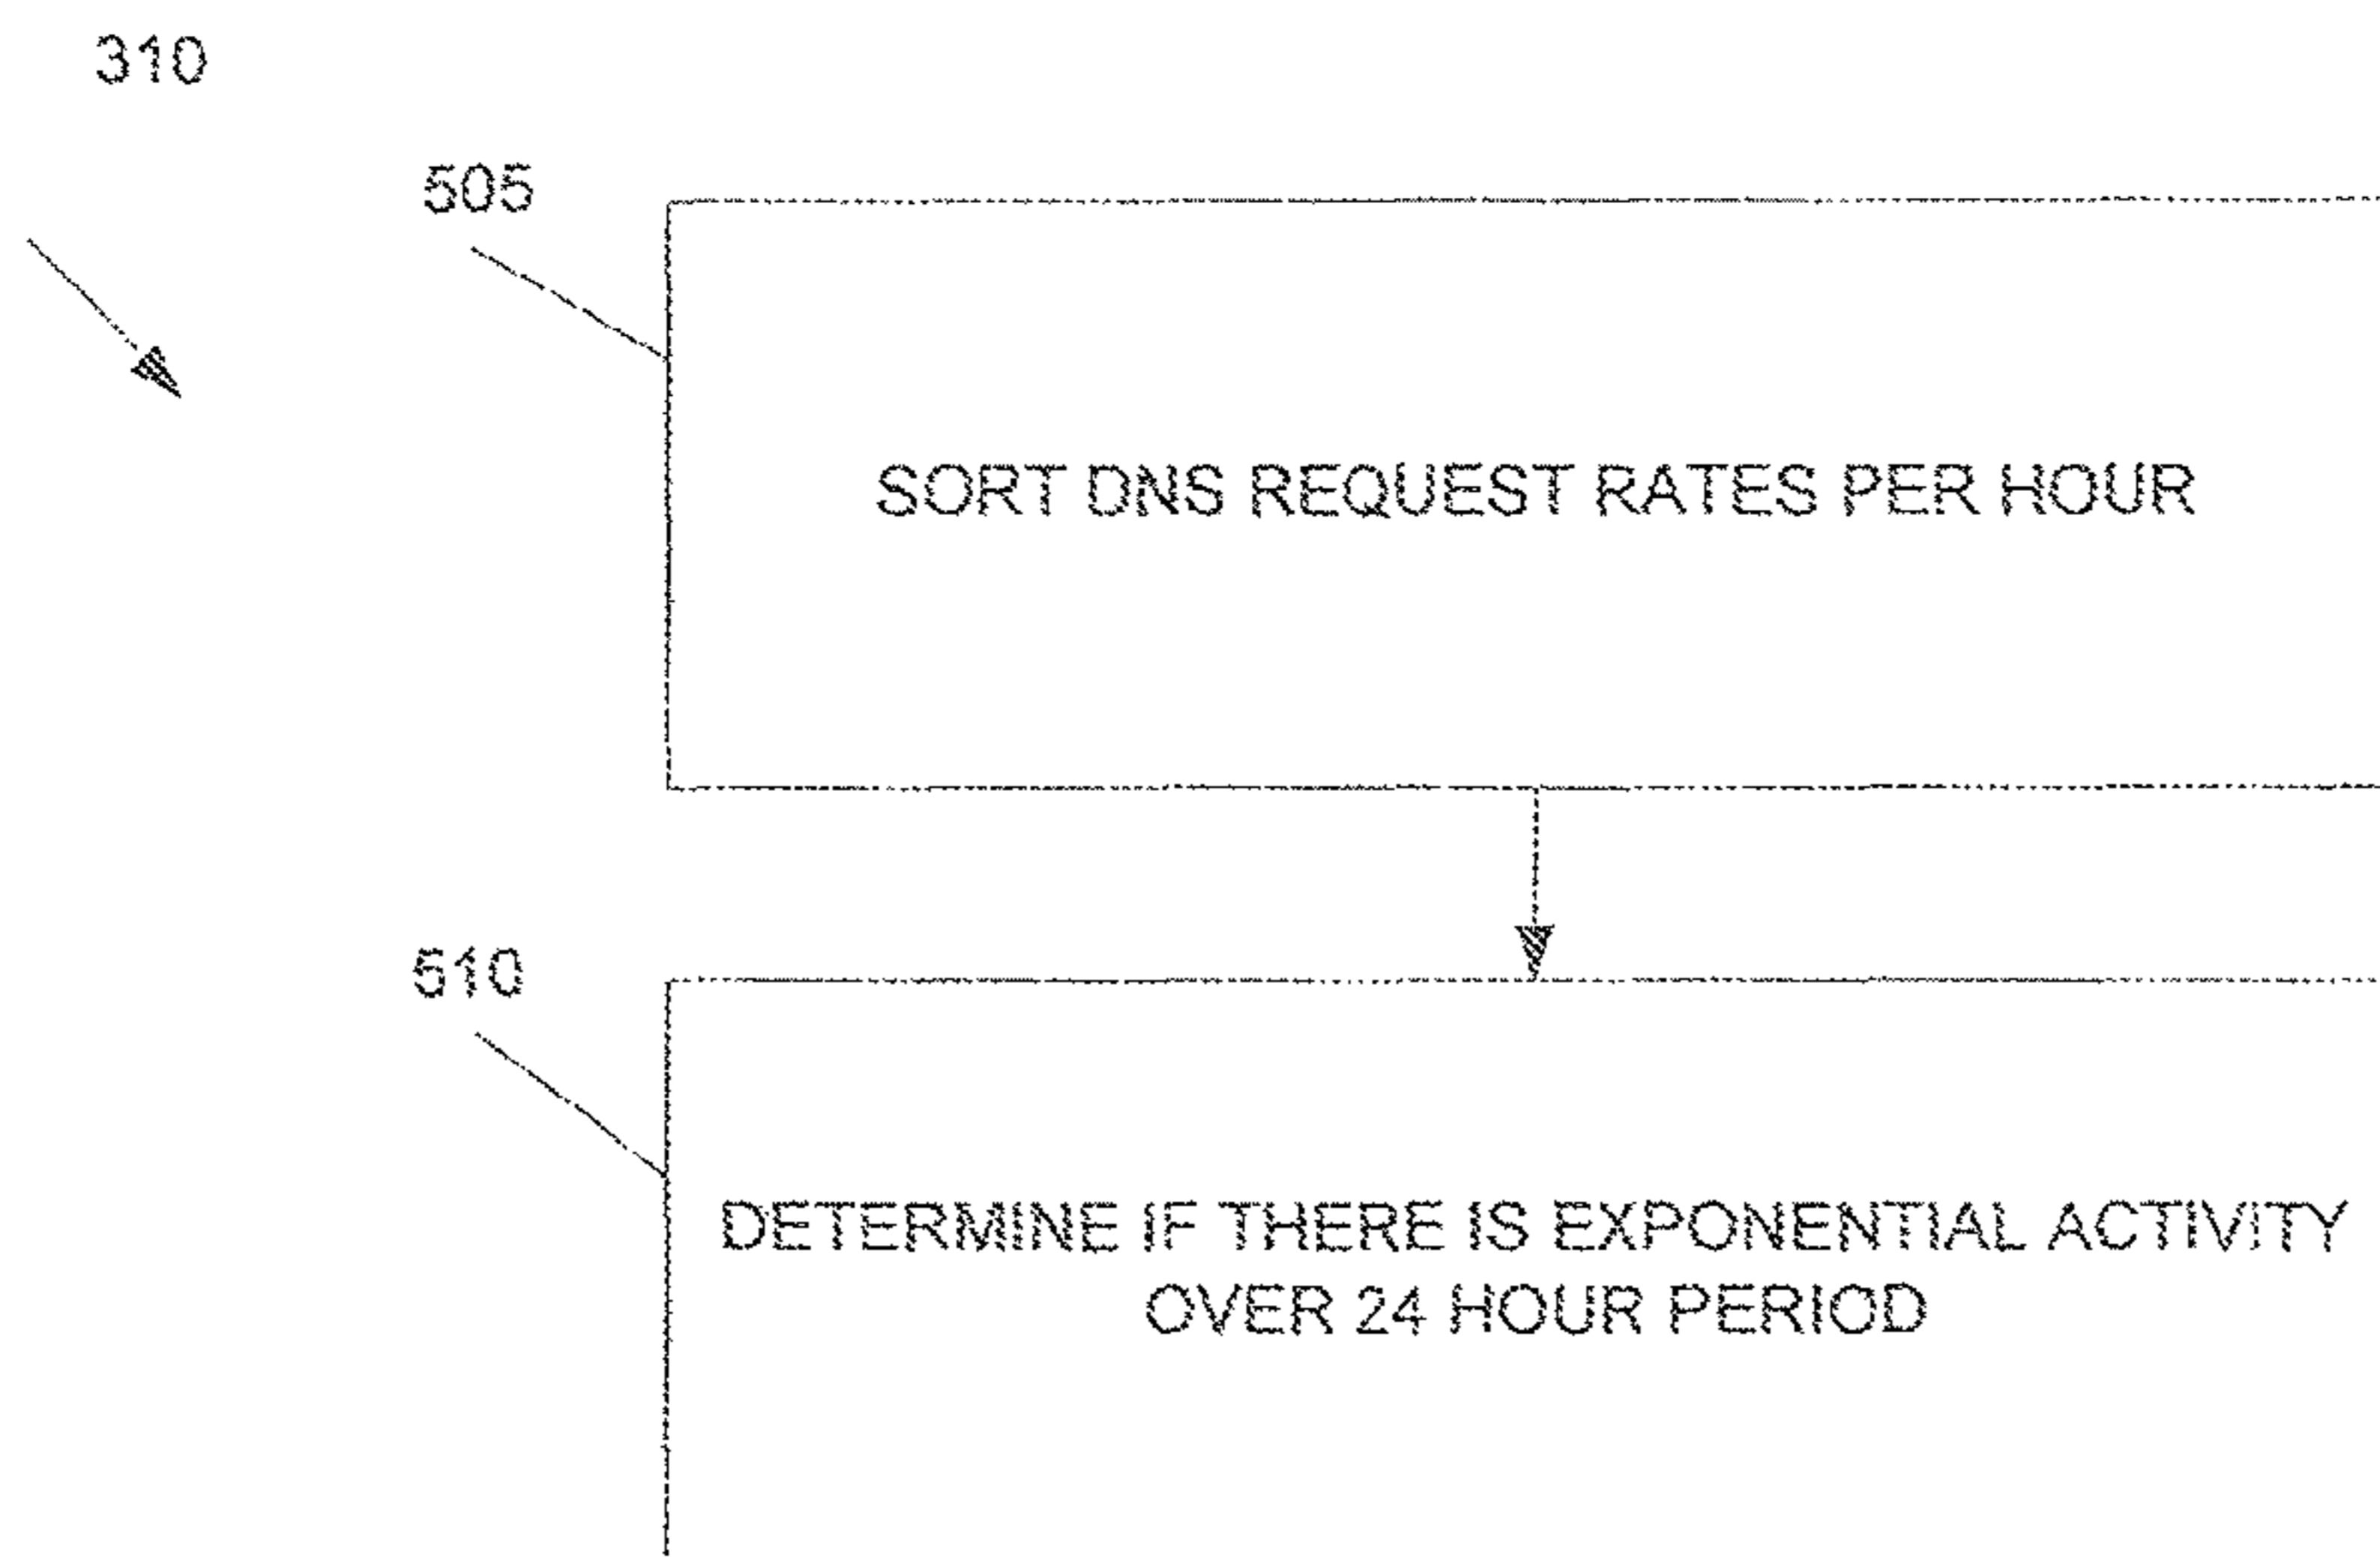 310
505
SORT DNS REQUEST RATES PER HOUR
510
DETERMINE IF THERE IS EXPONENTIAL ACTIVITY
OVER 24 HOUR PERIOD